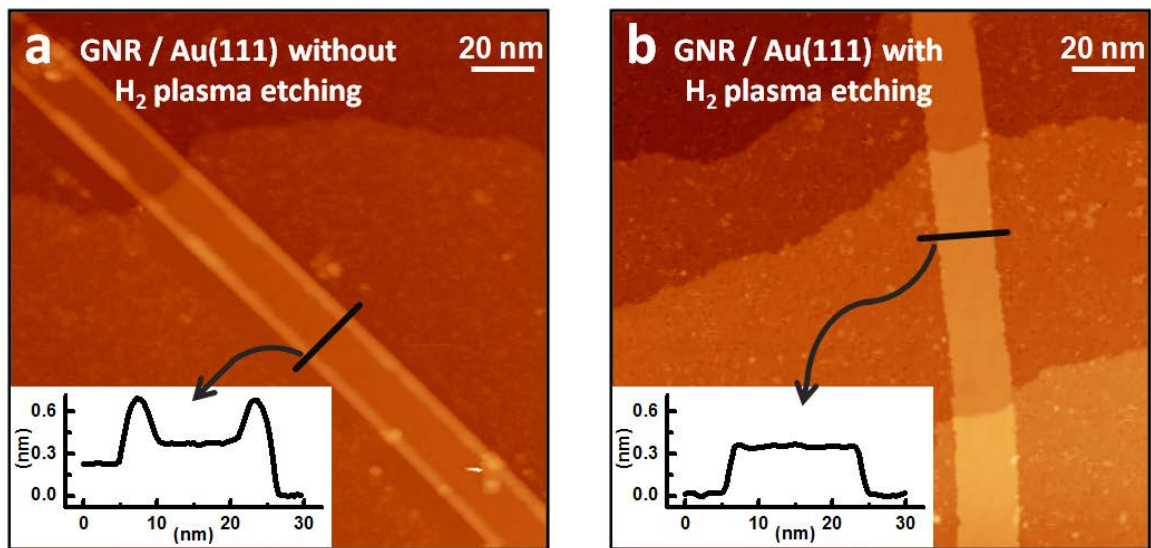 a
GNR / Au(111) without
H₂ plasma etching
20 nm
0.6
0.3
0.0
(nm)
0
10
20
30
(nm)
b
GNR / Au(111) with
H₂ plasma etching
20 nm
0.6
0.3
0.0
(nm)
0
10
20
30
(nm)